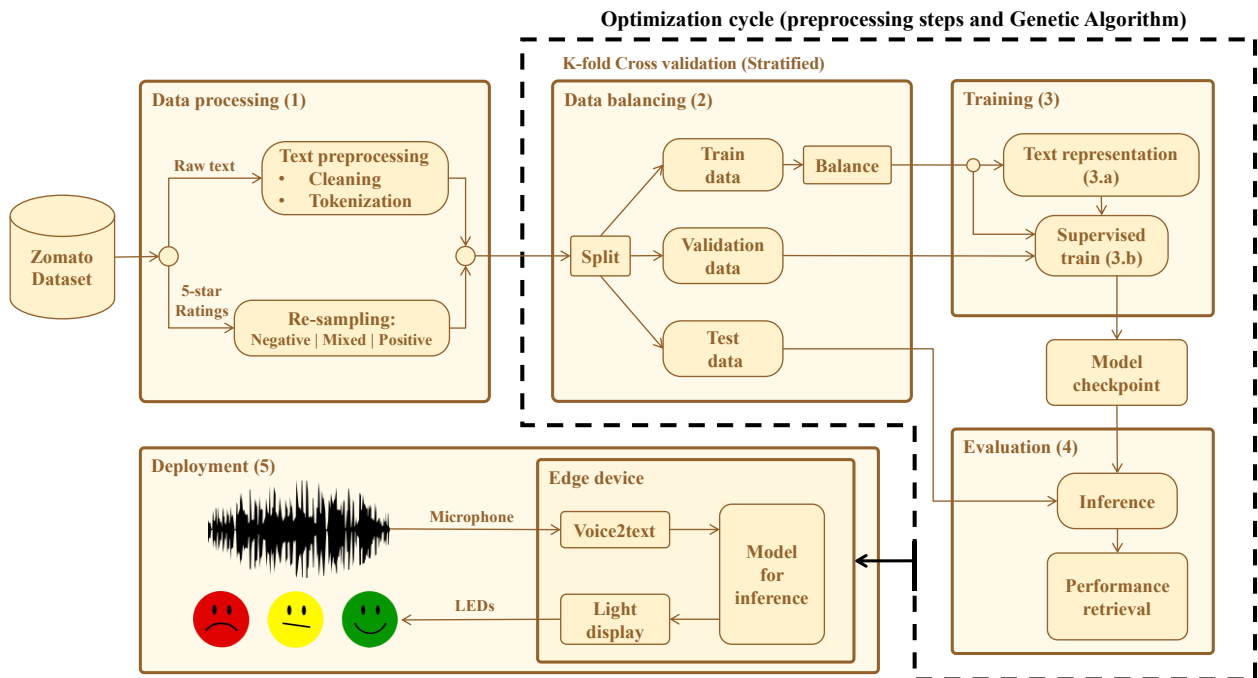 Optimization cycle (preprocessing steps and Genetic Algorithm)
K-fold Cross validation (Stratified)
Data processing (1)
Raw text
Text preprocessing
• Cleaning
• Tokenization
Zomato
Dataset
5-star
Ratings
Re-sampling:
Negative | Mixed | Positive
Data balancing (2)
Split
Train
data
Balance
Validation
data
Test
data
Training (3)
Text representation
(3.a)
Supervised
train (3.b)
Model
checkpoint
Evaluation (4)
Inference
Performance
retrieval
Deployment (5)
Microphone
LEDs
Edge device
Voice2text
Light
display
Model
for
inference